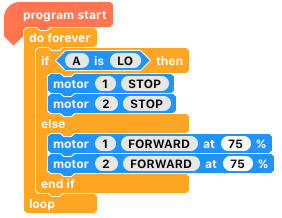 program start
do forever
if A is LO then
motor 1 STOP
motor 2 STOP
else
motor 1 FORWARD at 75 %
motor 2 FORWARD at 75 %
end if
loop